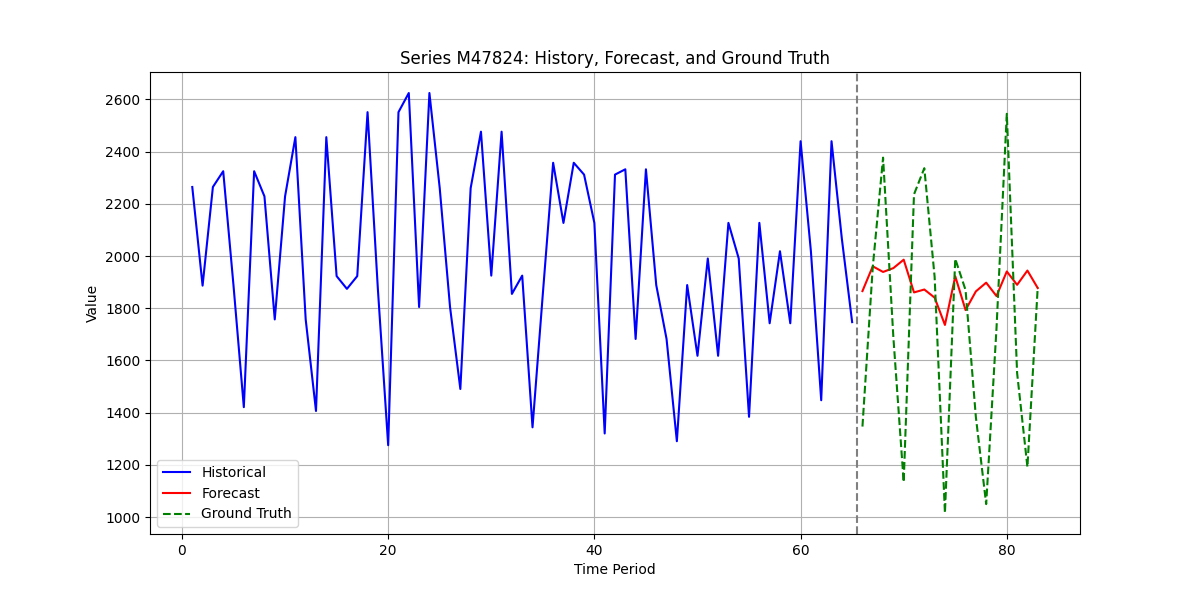 Series M47824: History, Forecast, and Ground Truth
Value
2600
2400
2200
2000
1800
1600
1400
1200
1000
Historical
Forecast
Ground Truth
0
20
40
60
80
Time Period